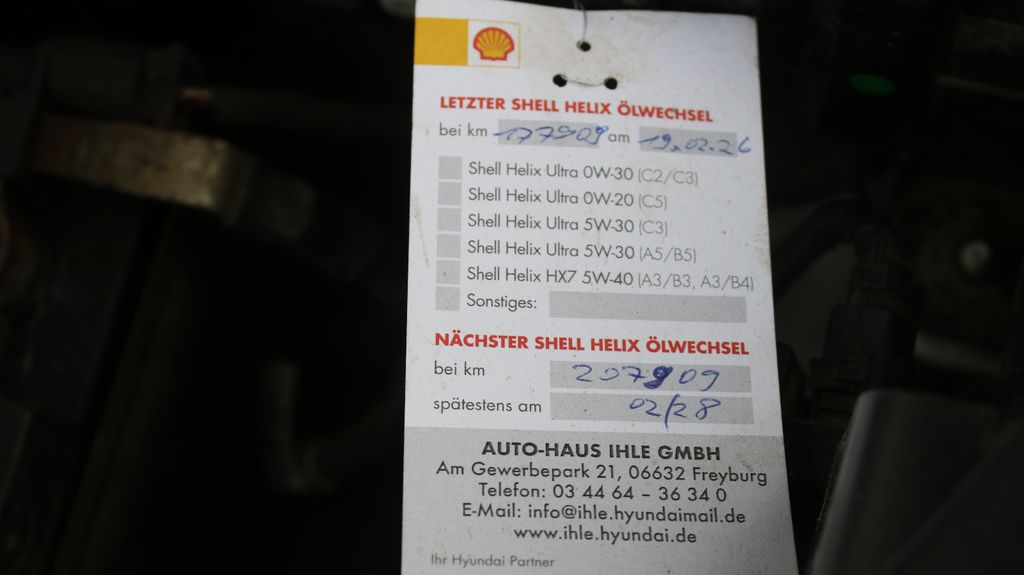 LETZTER SHELL HELIX ÖLWECHSEL
bei km 177909 am 19.02.26
Shell Helix Ultra 0W-30 (C2/C3)
Shell Helix Ultra 0W-20 (C5)
Shell Helix Ultra 5W-30 (C3)
Shell Helix Ultra 5W-30 (A5/B5)
Shell Helix HX7 5W-40 (A3/B3, A3/B4)
Sonstiges:
NÄCHSTER SHELL HELIX ÖLWECHSEL
bei km 207909
spätestens am 02/28
AUTO-HAUS IHLE GMBH
Am Gewerbepark 21, 06632 Freyburg
Telefon: 03 44 64 – 36 34 0
E-Mail: info@ihle.hyundaimail.de
www.ihle.hyundai.de
Ihr Hyundai Partner